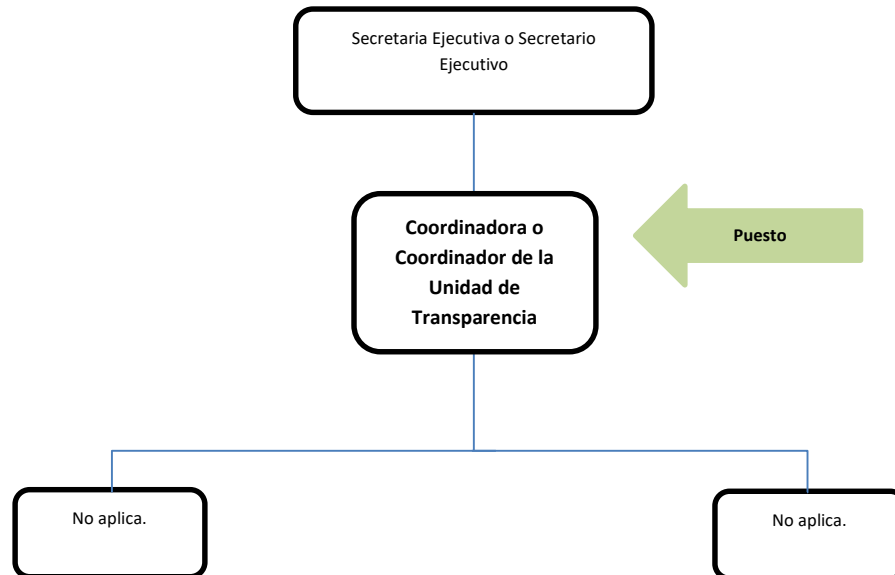 Secretaria Ejecutiva o Secretario
Ejecutivo
Coordinadora o
Coordinador de la
Unidad de
Transparencia
Puesto
No aplica.
No aplica.